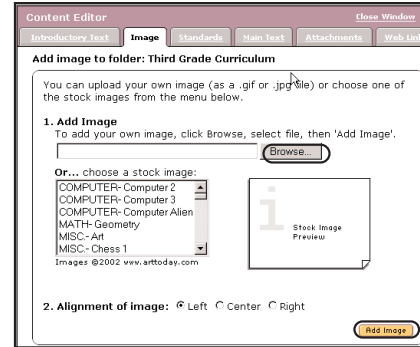 Content Editor
Close Window
Introductory Text Image Standards Main Text Attachments Web Link
Add image to folder: Third Grade Curriculum
You can upload your own image (as a .gif or .jpg file) or choose one of
the stock images from the menu below.
1. Add Image
To add your own image, click Browse, select file, then 'Add Image'.
Browse...
Or... choose a stock image:
COMPUTER- Computer 2
COMPUTER- Computer 3
COMPUTER- Computer Alien
MATH- Geometry
MISC.- Art
MISC.- Chess 1
i
Stock Image
Preview
Images ©2002 www.arttoday.com
2. Alignment of image: Left Center Right
Add Image